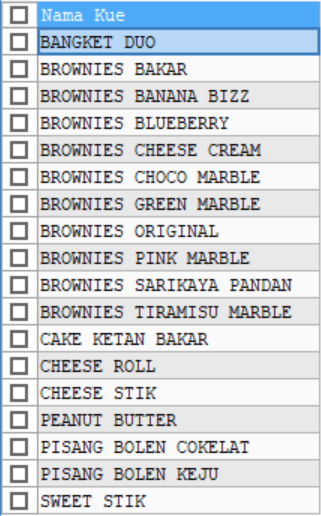 Nama Kue
BANGKET DUO
BROWNIES BAKAR
BROWNIES BANANA BIZZ
BROWNIES BLUEBERRY
BROWNIES CHEESE CREAM
BROWNIES CHOCO MARBLE
BROWNIES GREEN MARBLE
BROWNIES ORIGINAL
BROWNIES PINK MARBLE
BROWNIES SARIKAYA PANDAN
BROWNIES TIRAMISU MARBLE
CAKE KETAN BAKAR
CHEESE ROLL
CHEESE STIK
PEANUT BUTTER
PISANG BOLEN COKELAT
PISANG BOLEN KEJU
SWEET STIK